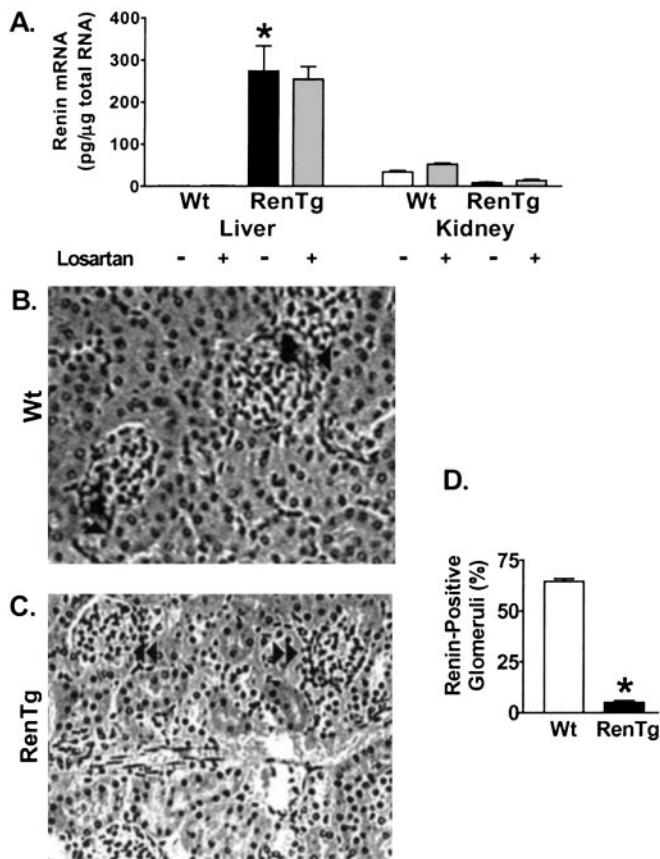 A.
Renin mRNA
(pg/µg total RNA)
400
300
200
100
0
*
Wt
RenTg
Wt
RenTg
Liver
Kidney
Losartan - + - + - + - +
B.
Wt
C.
RenTg
D.
Renin-Positive
Glomeruli (%)
75
50
25
0
*
Wt
RenTg